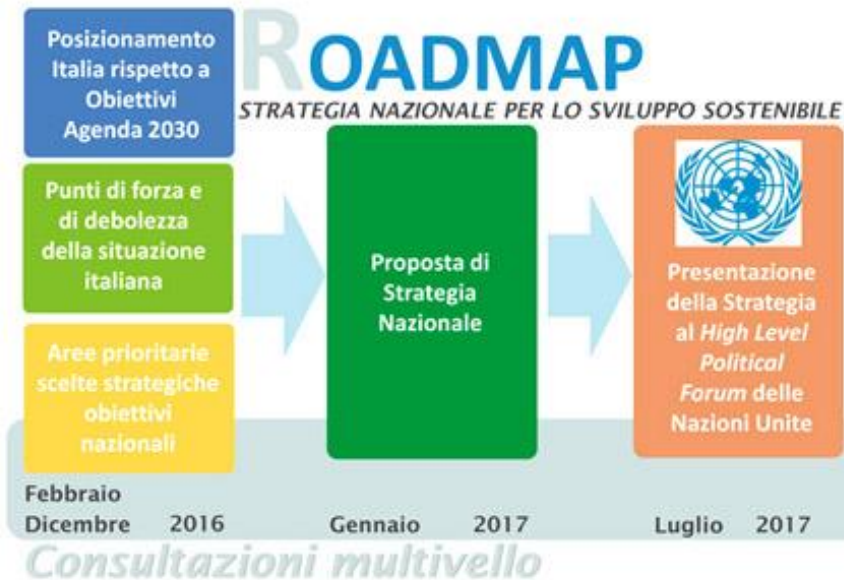 ROADMAP
STRATEGIA NAZIONALE PER LO SVILUPPO SOSTENIBILE
Posizionamento
Italia rispetto a
Obiettivi
Agenda 2030
Punti di forza e
di debolezza
della situazione
italiana
Aree prioritarie
scelte strategiche
obiettivi
nazionali
Proposta di
Strategia
Nazionale
Presentazione
della Strategia
al High Level
Political
Forum delle
Nazioni Unite
Febbraio
Dicembre 2016
Gennaio 2017
Luglio 2017
Consultazioni multivello